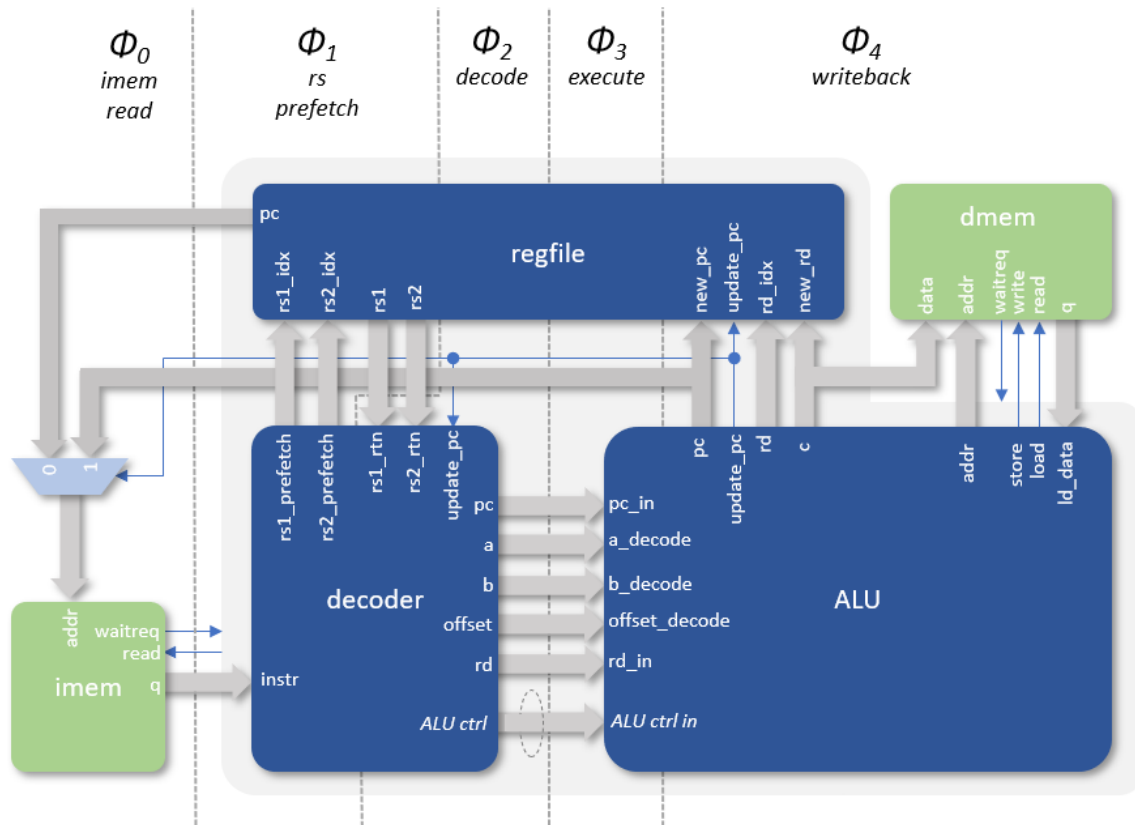 Φ0
imem
read
Φ1
rs
prefetch
Φ2
decode
Φ3
execute
Φ4
writeback
pc
regfile
rs1_idx
rs2_idx
rs1
rs2
new_pc
update_pc
rd_idx
new_rd
dmem
data
addr
waitreq
write
read
q
0
1
rs1_prefetch
rs2_prefetch
rs1_rtn
rs2_rtn
update_pc
pc
a
b
offset
rd
ALU ctrl
decoder
instr
pc
update_pc
rd
c
addr
store
load
ld_data
pc_in
a_decode
b_decode
offset_decode
rd_in
ALU ctrl in
ALU
addr
waitreq
read
q
imem